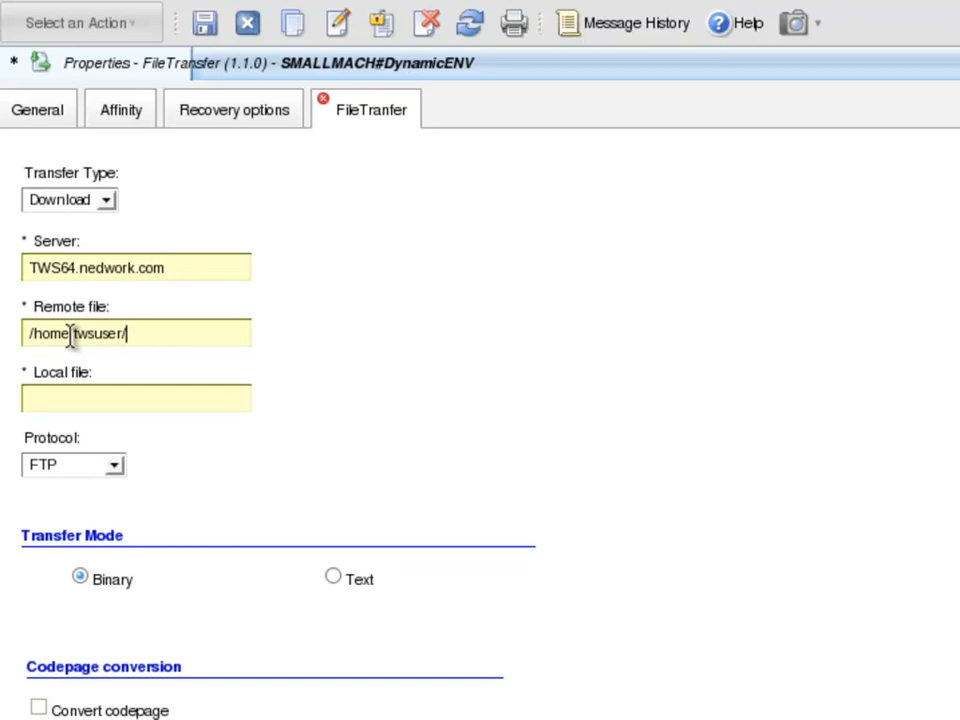 Select an Action
Message History
Help
* Properties - FileTransfer (1.1.0) - SMALLMACH#DynamicENV
General
Affinity
Recovery options
FileTranfer
Transfer Type:
Download
* Server:
TWS64.nedwork.com
* Remote file:
/home/twsuser/
* Local file:
Protocol:
FTP
Transfer Mode
Binary
Text
Codepage conversion
Convert codepage